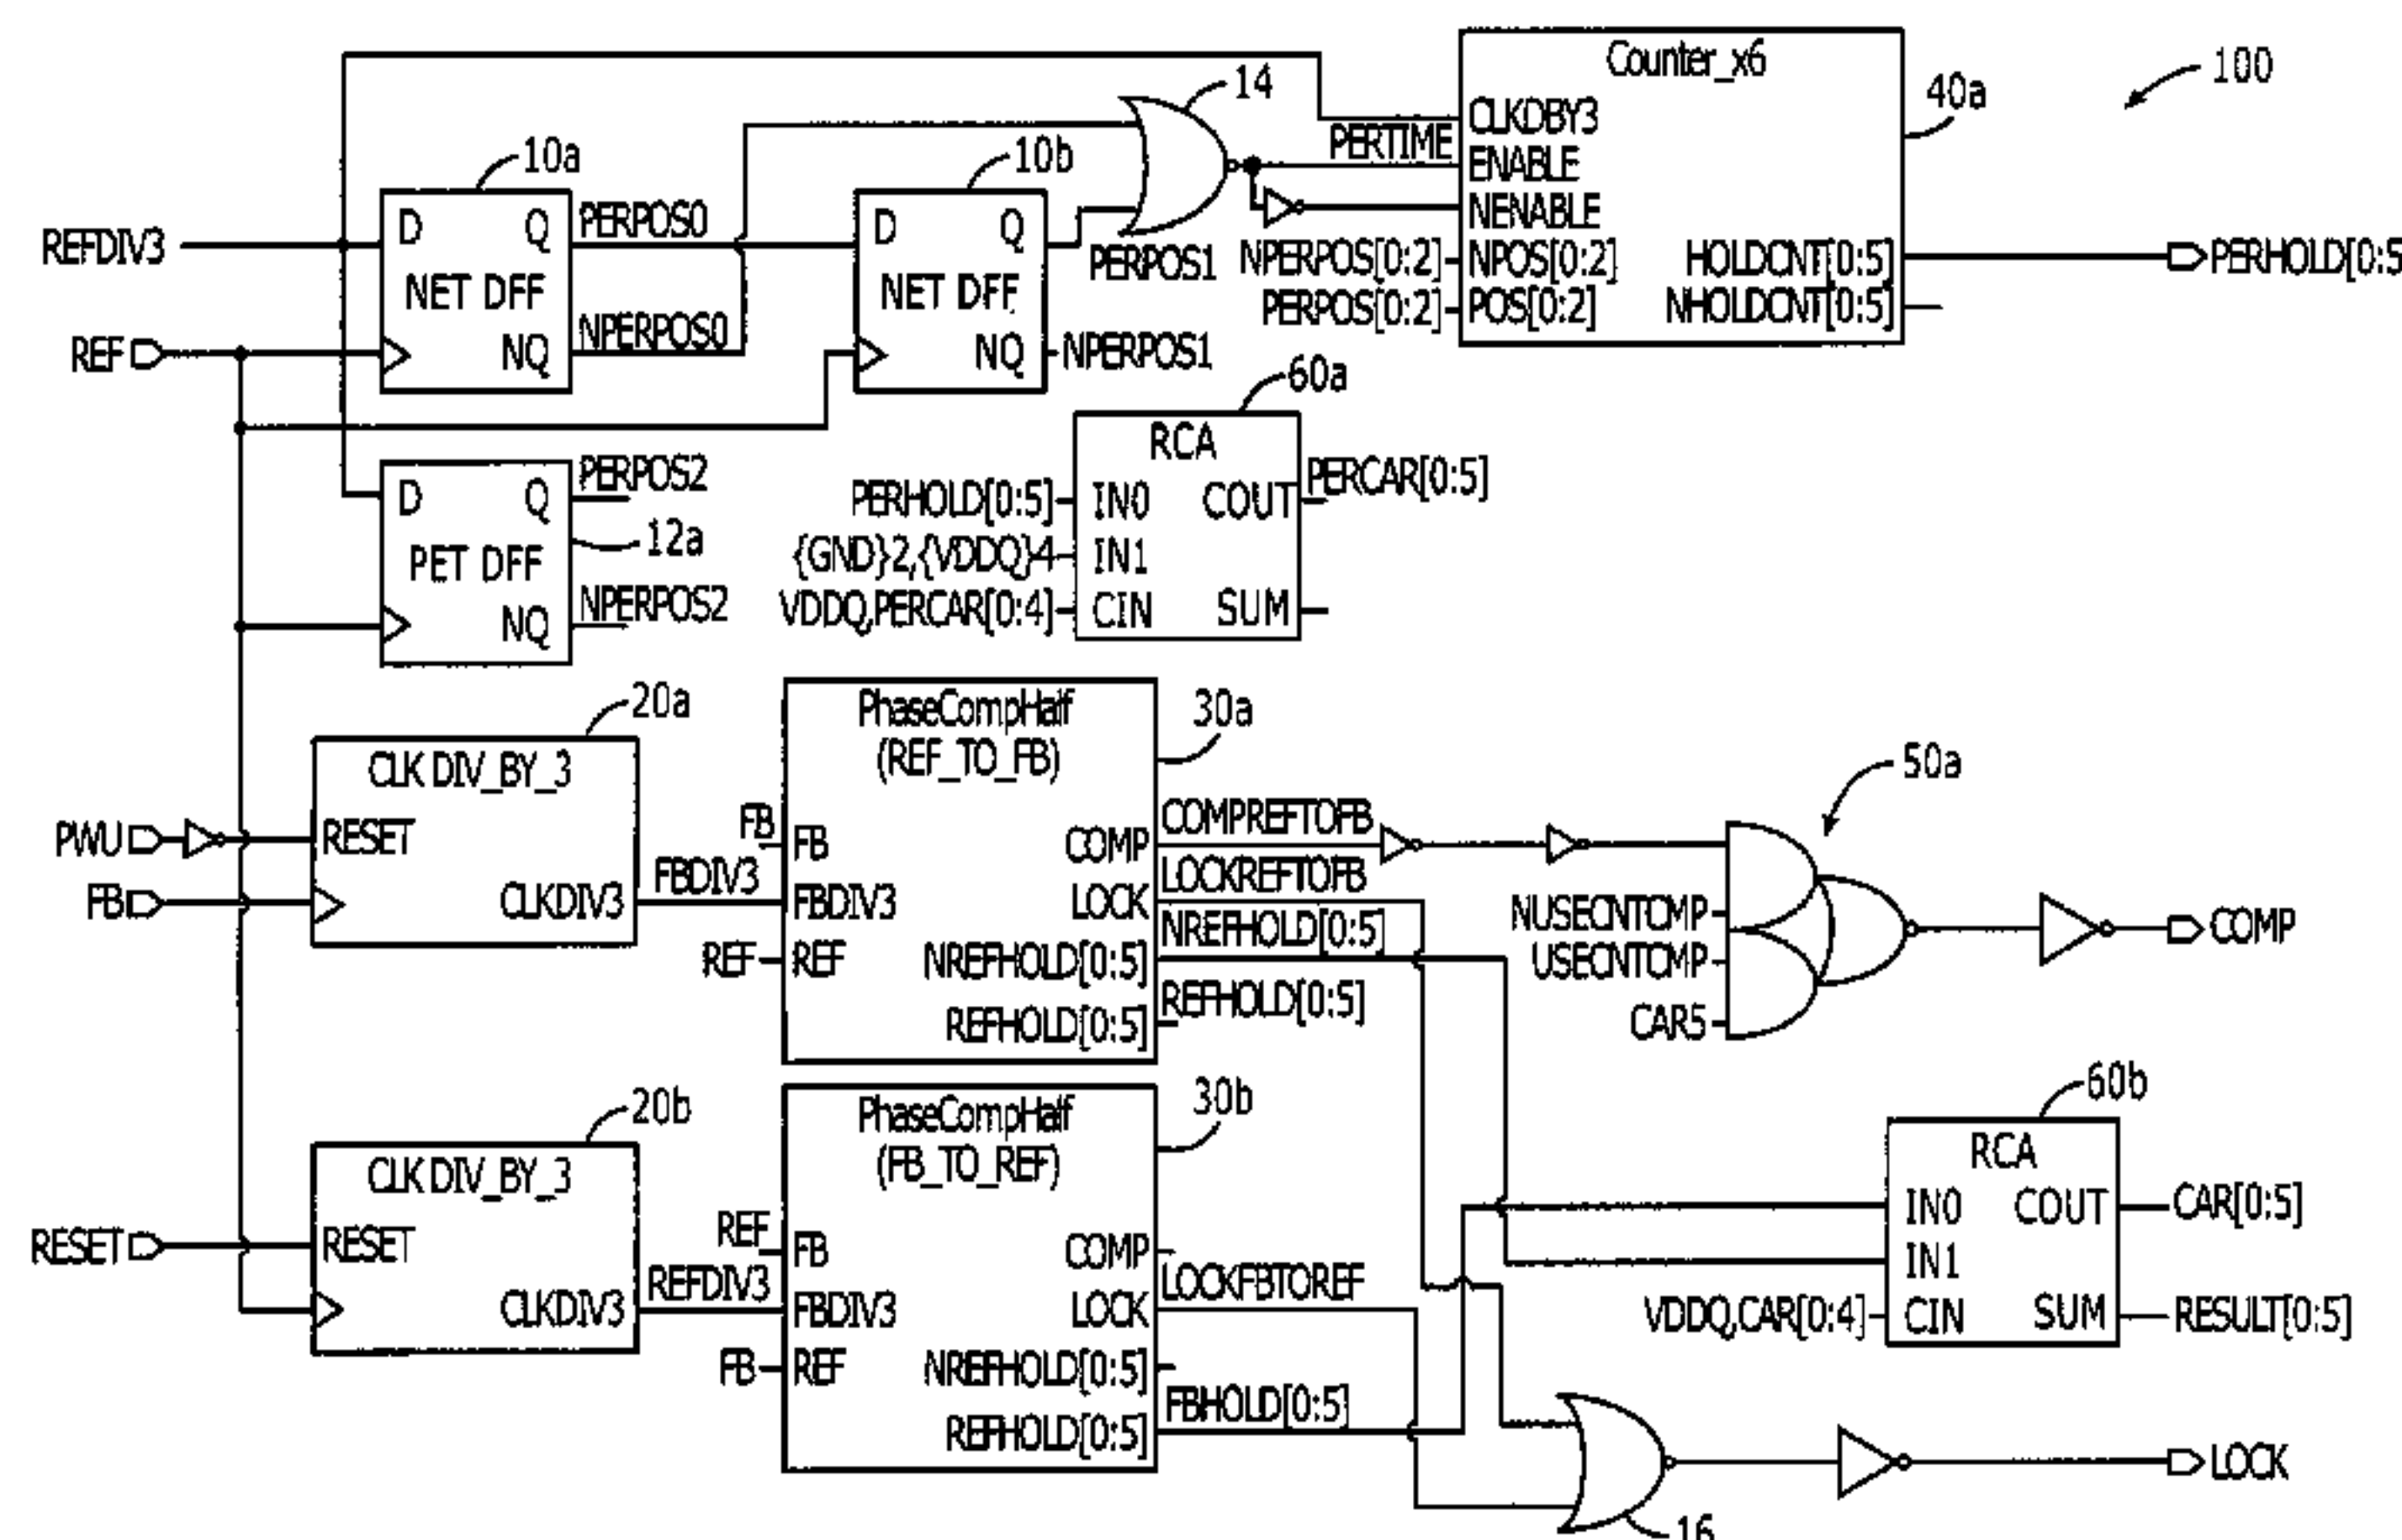 Counter_x6
100
14
40a
CLKDBY3
PERTIME
ENABLE
NENABLE
10a
10b
REFDIV3
D Q
NET DFF
NQ
PERPOS0
NPERPOS0
D Q
NET DFF
NQ
PERPOS1
NPERPOS1
NPERPOS[0:2]
NPOS[0:2]
HOLDCNT[0:5]
PERHOLD[0:5
PERPOS[0:2]
POS[0:2]
NHOLDCNT[0:5]
REF
60a
RCA
D Q
PET DFF
NQ
PERPOS2
12a
NPERPOS2
PERHOLD[0:5]
IN0
COUT
PERCAR[0:5]
{GND}2,{VDDQ}4
IN1
VDDQ,PERCAR[0:4]
CIN
SUM
20a
CLK DIV_BY_3
PWU
RESET
FB
CLKDIV3
FBDIV3
PhaseCompHalf
(REF_TO_FB)
30a
FB
FB
COMP
COMPREFTOFB
FBDIV3
LOCK
LOCKREFTOFB
REF
REF
NREFHOLD[0:5]
NREFHOLD[0:5]
REFHOLD[0:5]
REFHOLD[0:5]
50a
NUSECNTCMP
USECNTCMP
CAR5
COMP
20b
CLK DIV_BY_3
RESET
RESET
CLKDIV3
REFDIV3
PhaseCompHalf
(FB_TO_REF)
30b
REF
FB
COMP
FBDIV3
LOCK
LOCKFBTOREF
FB
REF
NREFHOLD[0:5]
REFHOLD[0:5]
FBHOLD[0:5]
60b
RCA
IN0
COUT
CAR[0:5]
IN1
VDDQ,CAR[0:4]
CIN
SUM
RESULT[0:5]
LOCK
16